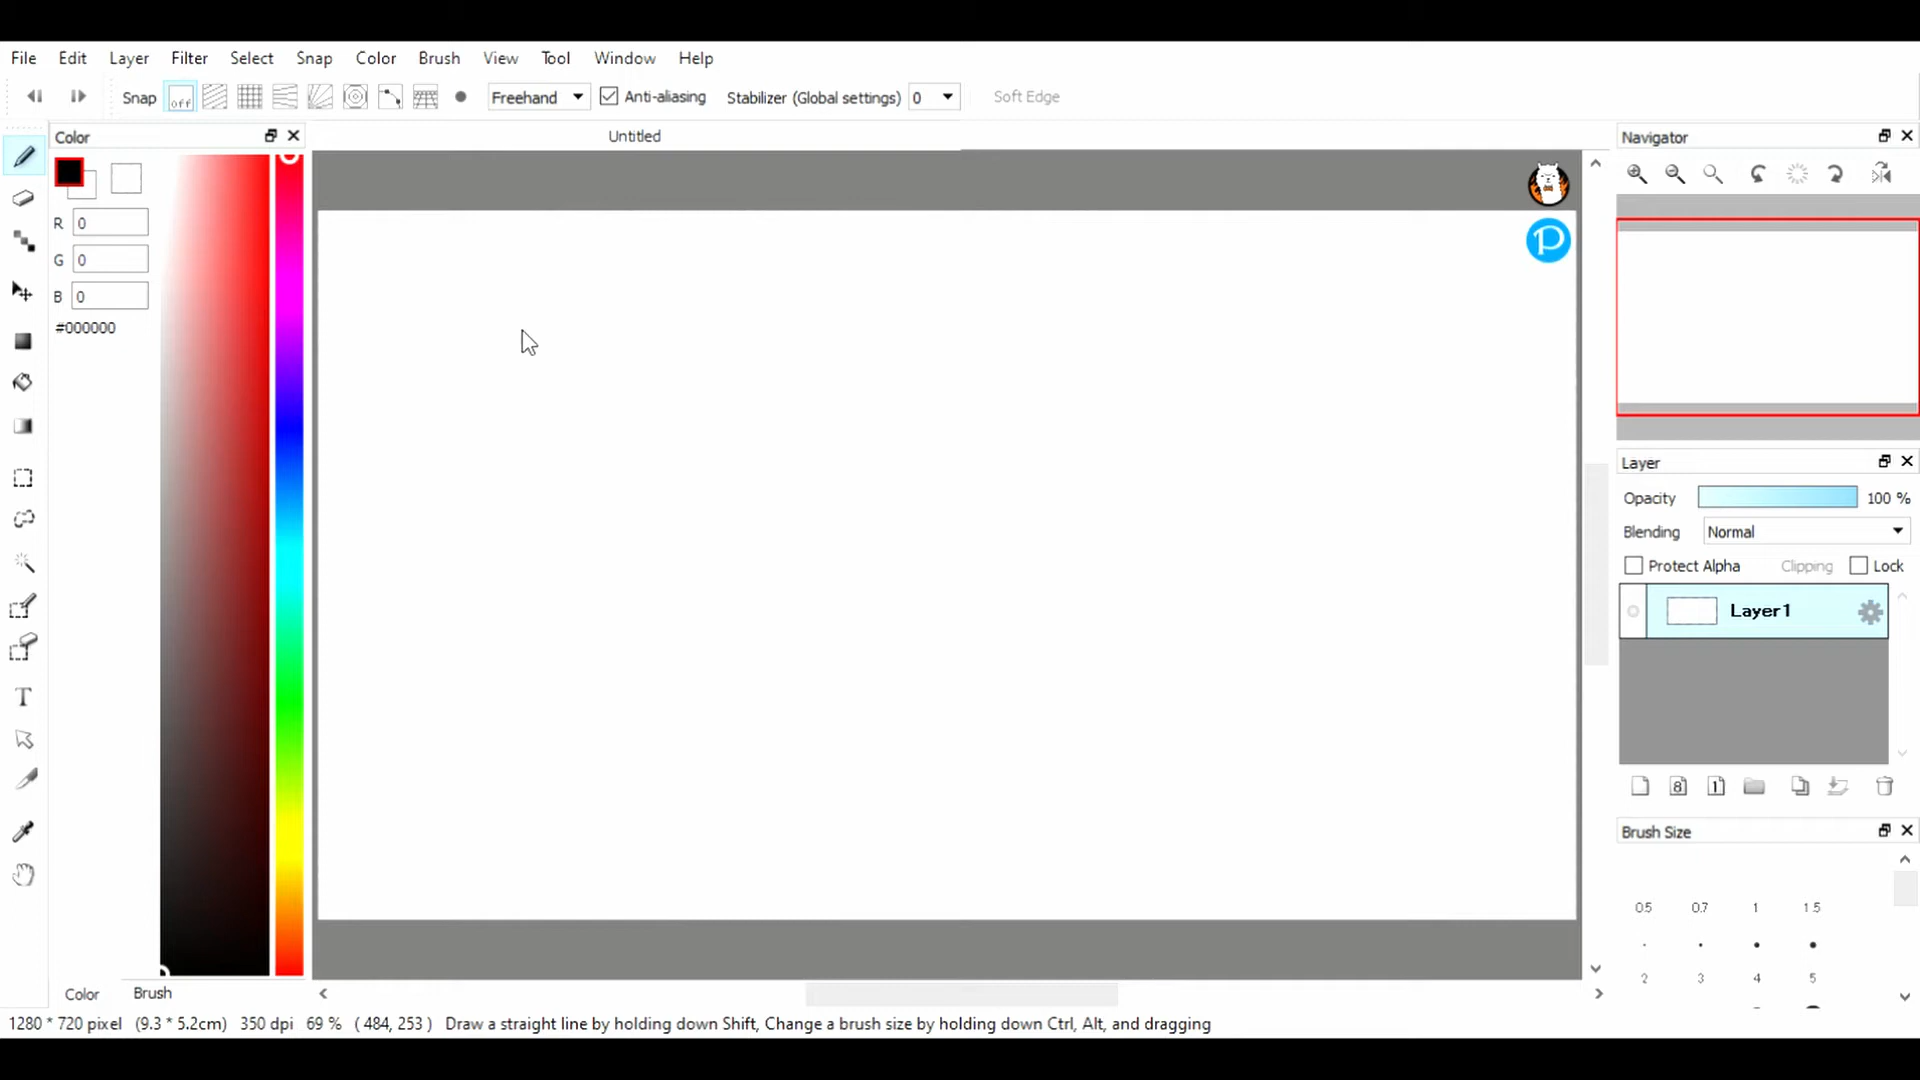 File Edit Layer Filter Select Snap Color Brush View Tool Window Help
Snap off Freehand Anti-aliasing Stabilizer (Global settings) 0 Soft Edge
Color
Untitled
Navigator
R 0
G 0
B 0
#000000
P
Layer
Opacity 100 %
Blending Normal
Protect Alpha Clipping Lock
Layer1
8 1
T
Brush Size
0.5 0.7 1 1.5
2 3 4 5
Color Brush
1280 * 720 pixel (9.3 * 5.2cm) 350 dpi 69 % ( 484, 253 ) Draw a straight line by holding down Shift, Change a brush size by holding down Ctrl, Alt, and dragging